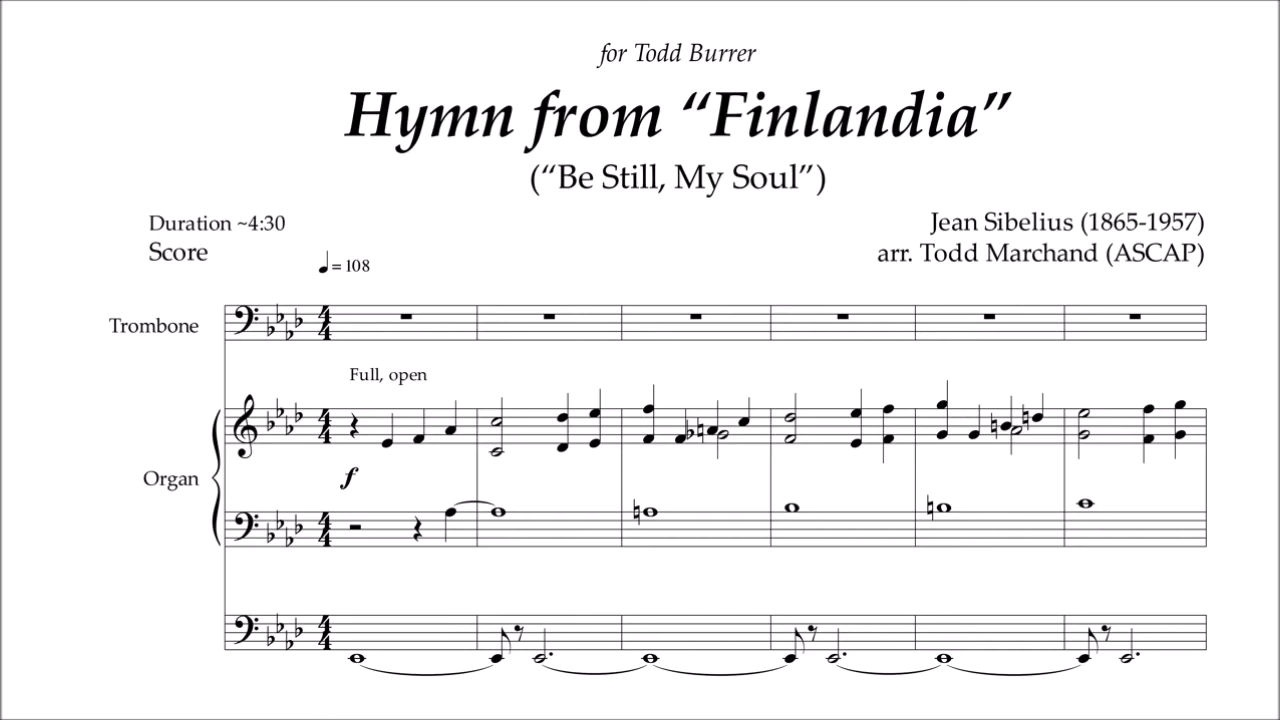 for Todd Burrer
Hymn from “Finlandia”
(“Be Still, My Soul”)
Duration ~4:30
Score
Jean Sibelius (1865-1957)
arr. Todd Marchand (ASCAP)
♩= 108
Trombone
Full, open
f
Organ